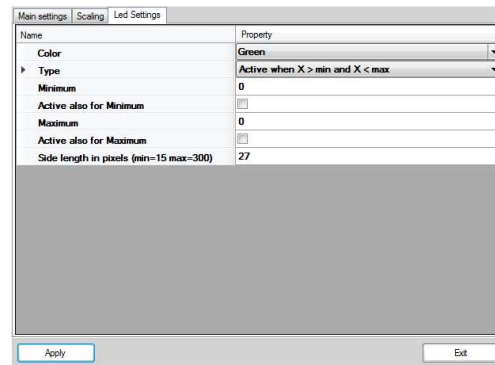 Main settings Scaling Led Settings
Name Property
Color Green
Type Active when X > min and X < max
Minimum 0
Active also for Minimum
Maximum 0
Active also for Maximum
Side length in pixels (min=15 max=300) 27
Apply Exit